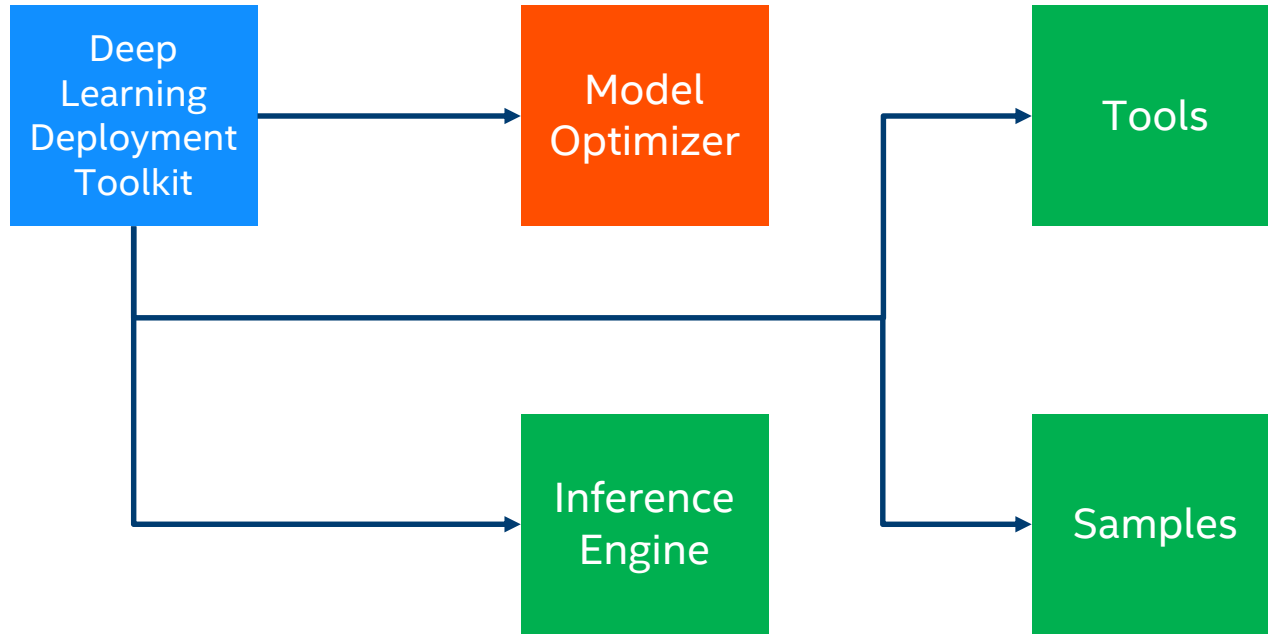 Deep
Learning
Deployment
Toolkit
Model
Optimizer
Tools
Inference
Engine
Samples